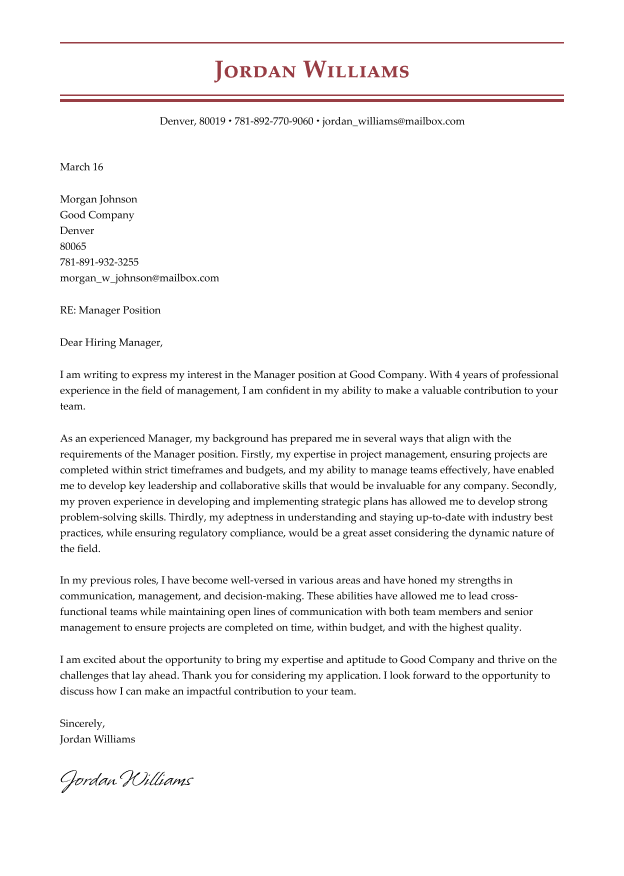 Jordan Williams
Denver, 80019 • 781-892-770-9060 • jordan_williams@mailbox.com
March 16
Morgan Johnson
Good Company
Denver
80065
781-891-932-3255
morgan_w_johnson@mailbox.com
RE: Manager Position
Dear Hiring Manager,
I am writing to express my interest in the Manager position at Good Company. With 4 years of professional
experience in the field of management, I am confident in my ability to make a valuable contribution to your
team.
As an experienced Manager, my background has prepared me in several ways that align with the
requirements of the Manager position. Firstly, my expertise in project management, ensuring projects are
completed within strict timeframes and budgets, and my ability to manage teams effectively, have enabled
me to develop key leadership and collaborative skills that would be invaluable for any company. Secondly,
my proven experience in developing and implementing strategic plans has allowed me to develop strong
problem-solving skills. Thirdly, my adeptness in understanding and staying up-to-date with industry best
practices, while ensuring regulatory compliance, would be a great asset considering the dynamic nature of
the field.
In my previous roles, I have become well-versed in various areas and have honed my strengths in
communication, management, and decision-making. These abilities have allowed me to lead cross-
functional teams while maintaining open lines of communication with both team members and senior
management to ensure projects are completed on time, within budget, and with the highest quality.
I am excited about the opportunity to bring my expertise and aptitude to Good Company and thrive on the
challenges that lay ahead. Thank you for considering my application. I look forward to the opportunity to
discuss how I can make an impactful contribution to your team.
Sincerely,
Jordan Williams
Jordan Williams